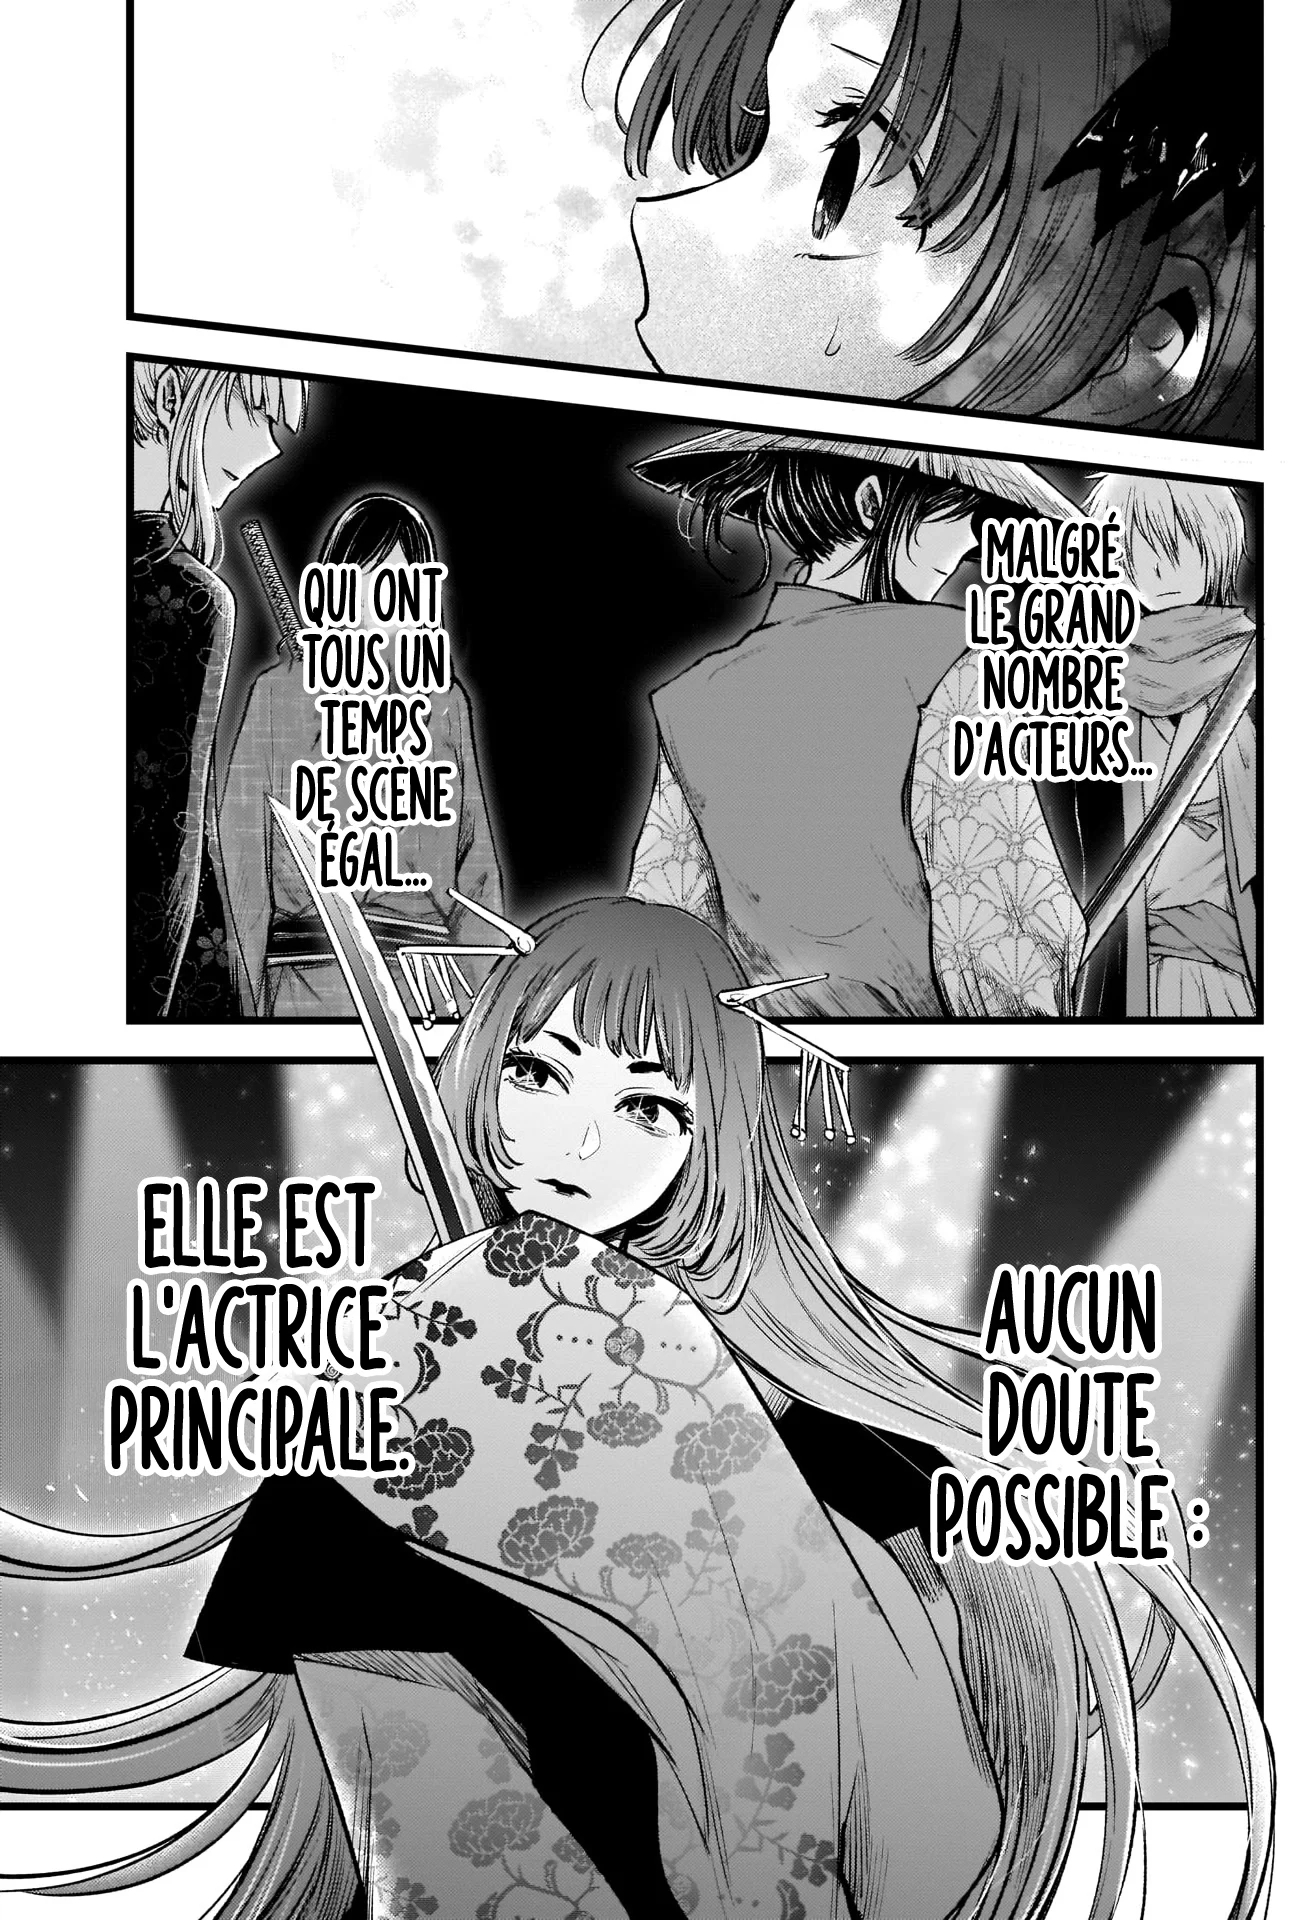 MALGRÉ
LE GRAND
NOMBRE
D'ACTEURS...
QUI ONT
TOUS UN
TEMPS
DE SCÈNE
ÉGAL...
AUCUN
DOUTE
POSSIBLE :
ELLE EST
L'ACTRICE
PRINCIPALE.